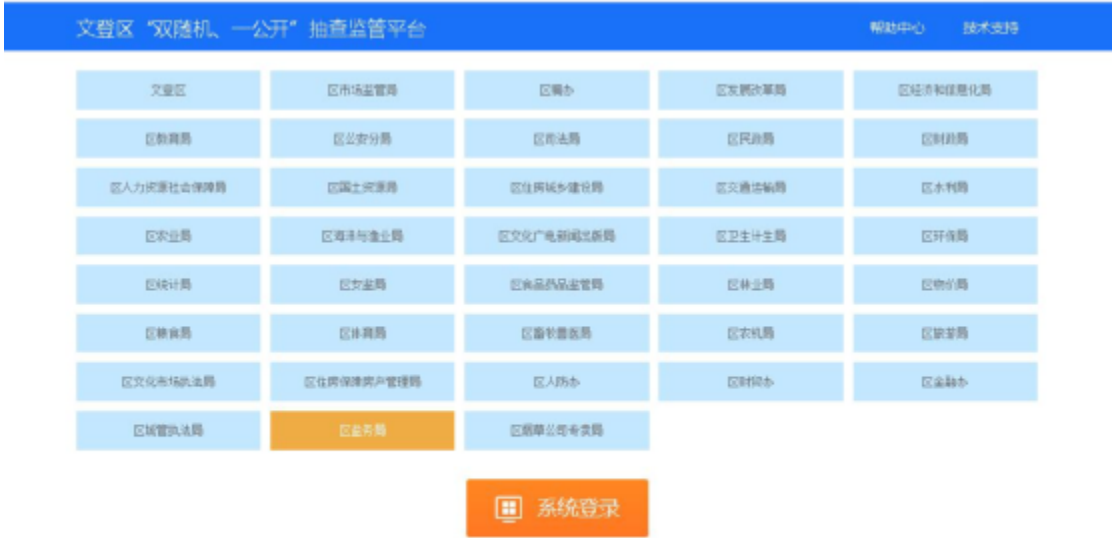 文登区“双随机、一公开”抽查监管平台 帮助中心 技术支持
文登区 区市场监管局 区编办 区发展改革局 区经济和信息化局
区教育局 区公安分局 区司法局 区民政局 区财政局
区人力资源社会保障局 区国土资源局 区住房城乡建设局 区交通运输局 区水利局
区农业局 区海洋与渔业局 区文化广电新闻出版局 区卫生计生局 区环保局
区统计局 区安监局 区食品药品监管局 区林业局 区物价局
区粮食局 区体育局 区畜牧兽医局 区农机局 区旅游局
区文化市场执法局 区住房保障房产管理局 区人防办 区财贸办 区金融办
区城管执法局 区盐务局 区烟草公司专卖局
系统登录